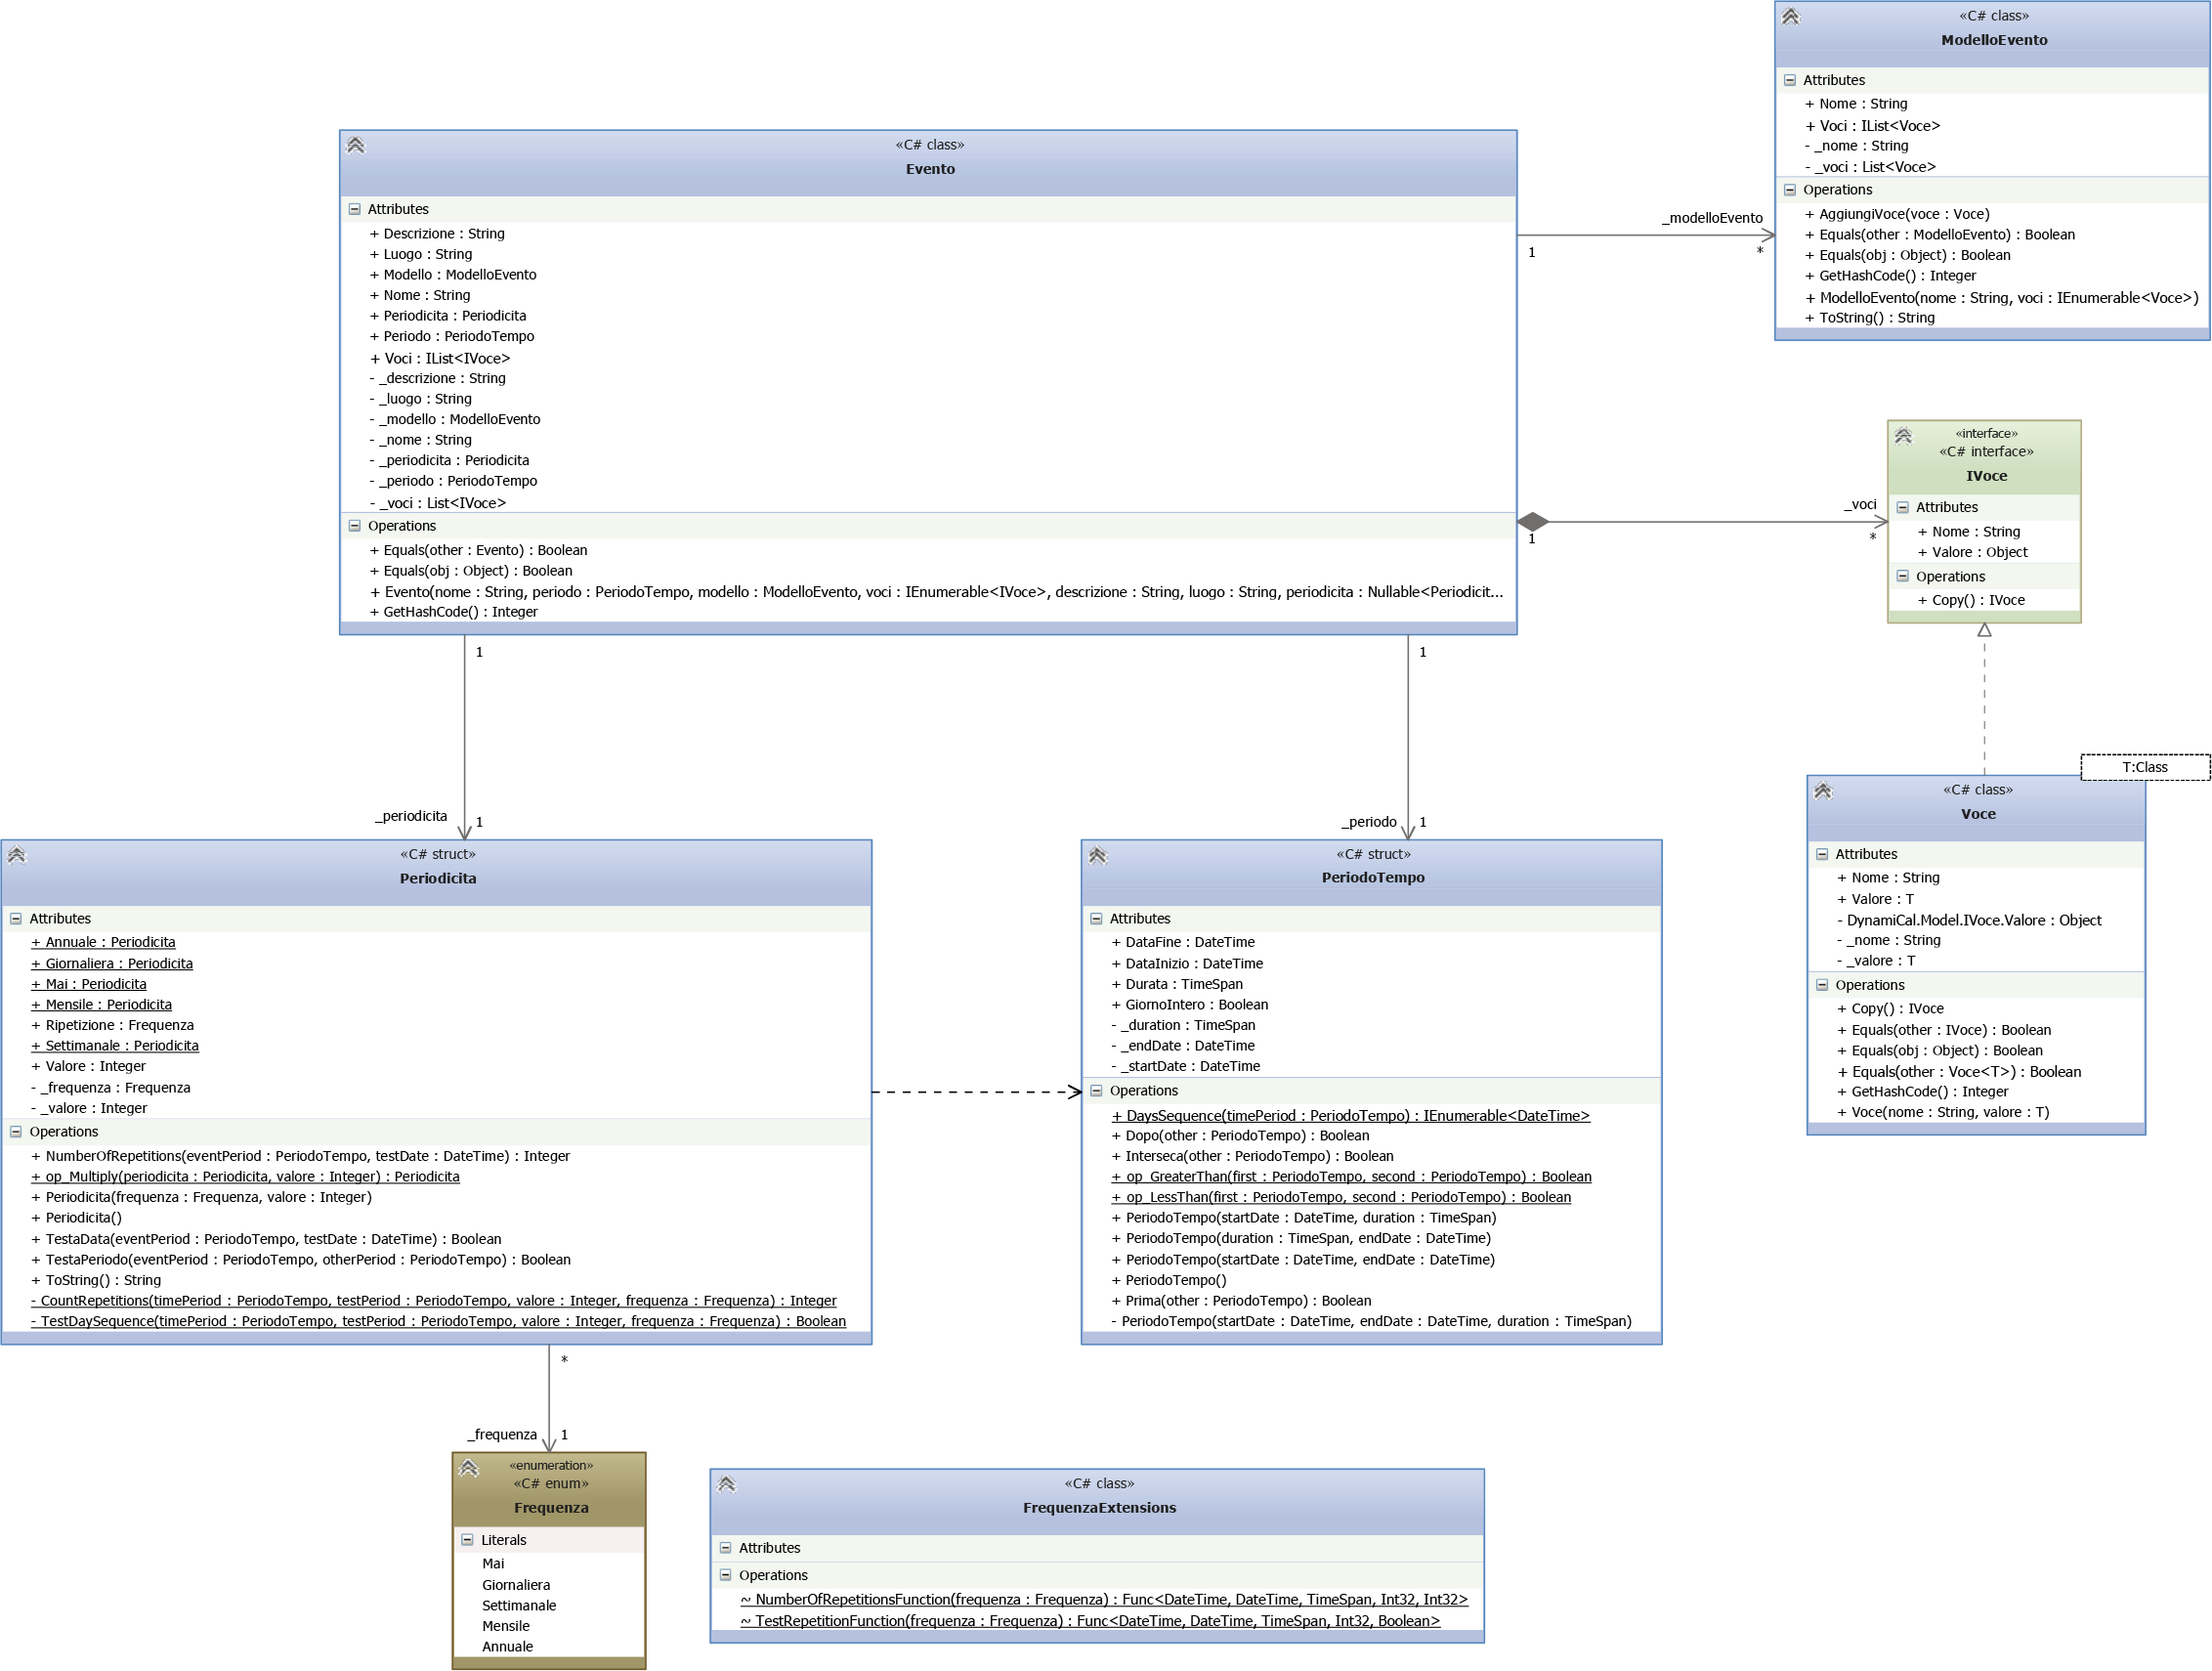 «C# class»
ModelloEvento
Attributes
+ Nome : String
+ Voci : IList<Voce>
- _nome : String
- _voci : List<Voce>
Operations
+ AggiungiVoce(voce : Voce)
+ Equals(other : ModelloEvento) : Boolean
+ Equals(obj : Object) : Boolean
+ GetHashCode() : Integer
+ ModelloEvento(nome : String, voci : IEnumerable<Voce>)
+ ToString() : String
«C# class»
Evento
Attributes
+ Descrizione : String
+ Luogo : String
+ Modello : ModelloEvento
+ Nome : String
+ Periodicita : Periodicita
+ Periodo : PeriodoTempo
+ Voci : IList<IVoce>
- _descrizione : String
- _luogo : String
- _modello : ModelloEvento
- _nome : String
- _periodicita : Periodicita
- _periodo : PeriodoTempo
- _voci : List<IVoce>
Operations
+ Equals(other : Evento) : Boolean
+ Equals(obj : Object) : Boolean
+ Evento(nome : String, periodo : PeriodoTempo, modello : ModelloEvento, voci : IEnumerable<IVoce>, descrizione : String, luogo : String, periodicita : Nullable<Periodicit...
+ GetHashCode() : Integer
_modelloEvento
1
*
_voci
1
*
«interface»
«C# interface»
IVoce
Attributes
+ Nome : String
+ Valore : Object
Operations
+ Copy() : IVoce
1
_periodicita
1
1
_periodo
1
T:Class
«C# class»
Voce
Attributes
+ Nome : String
+ Valore : T
- DynamiCal.Model.IVoce.Valore : Object
- _nome : String
- _valore : T
Operations
+ Copy() : IVoce
+ Equals(other : IVoce) : Boolean
+ Equals(obj : Object) : Boolean
+ Equals(other : Voce<T>) : Boolean
+ GetHashCode() : Integer
+ Voce(nome : String, valore : T)
«C# struct»
Periodicita
Attributes
+ Annuale : Periodicita
+ Giornaliera : Periodicita
+ Mai : Periodicita
+ Mensile : Periodicita
+ Ripetizione : Frequenza
+ Settimanale : Periodicita
+ Valore : Integer
- _frequenza : Frequenza
- _valore : Integer
Operations
+ NumberOfRepetitions(eventPeriod : PeriodoTempo, testDate : DateTime) : Integer
+ op_Multiply(periodicita : Periodicita, valore : Integer) : Periodicita
+ Periodicita(frequenza : Frequenza, valore : Integer)
+ Periodicita()
+ TestaData(eventPeriod : PeriodoTempo, testDate : DateTime) : Boolean
+ TestaPeriodo(eventPeriod : PeriodoTempo, otherPeriod : PeriodoTempo) : Boolean
+ ToString() : String
- CountRepetitions(timePeriod : PeriodoTempo, testPeriod : PeriodoTempo, valore : Integer, frequenza : Frequenza) : Integer
- TestDaySequence(timePeriod : PeriodoTempo, testPeriod : PeriodoTempo, valore : Integer, frequenza : Frequenza) : Boolean
«C# struct»
PeriodoTempo
Attributes
+ DataFine : DateTime
+ DataInizio : DateTime
+ Durata : TimeSpan
+ GiornoIntero : Boolean
- _duration : TimeSpan
- _endDate : DateTime
- _startDate : DateTime
Operations
+ DaysSequence(timePeriod : PeriodoTempo) : IEnumerable<DateTime>
+ Dopo(other : PeriodoTempo) : Boolean
+ Interseca(other : PeriodoTempo) : Boolean
+ op_GreaterThan(first : PeriodoTempo, second : PeriodoTempo) : Boolean
+ op_LessThan(first : PeriodoTempo, second : PeriodoTempo) : Boolean
+ PeriodoTempo(startDate : DateTime, duration : TimeSpan)
+ PeriodoTempo(duration : TimeSpan, endDate : DateTime)
+ PeriodoTempo(startDate : DateTime, endDate : DateTime)
+ PeriodoTempo()
+ Prima(other : PeriodoTempo) : Boolean
- PeriodoTempo(startDate : DateTime, endDate : DateTime, duration : TimeSpan)
*
_frequenza
1
«enumeration»
«C# enum»
Frequenza
Literals
Mai
Giornaliera
Settimanale
Mensile
Annuale
«C# class»
FrequenzaExtensions
Attributes
Operations
~ NumberOfRepetitionsFunction(frequenza : Frequenza) : Func<DateTime, DateTime, TimeSpan, Int32, Int32>
~ TestRepetitionFunction(frequenza : Frequenza) : Func<DateTime, DateTime, TimeSpan, Int32, Boolean>